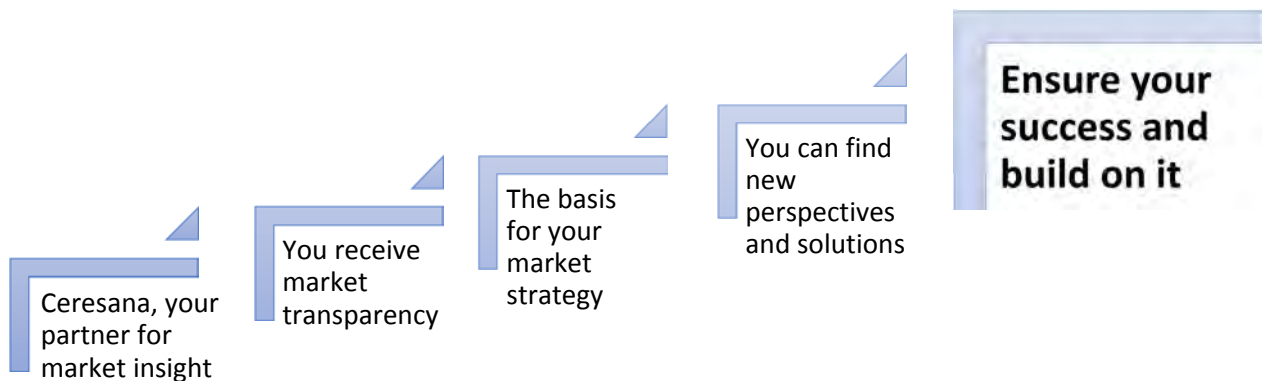 Ceresana, your
partner for
market insight
You receive
market
transparency
The basis
for your
market
strategy
You can find
new
perspectives
and solutions
Ensure your
success and
build on it